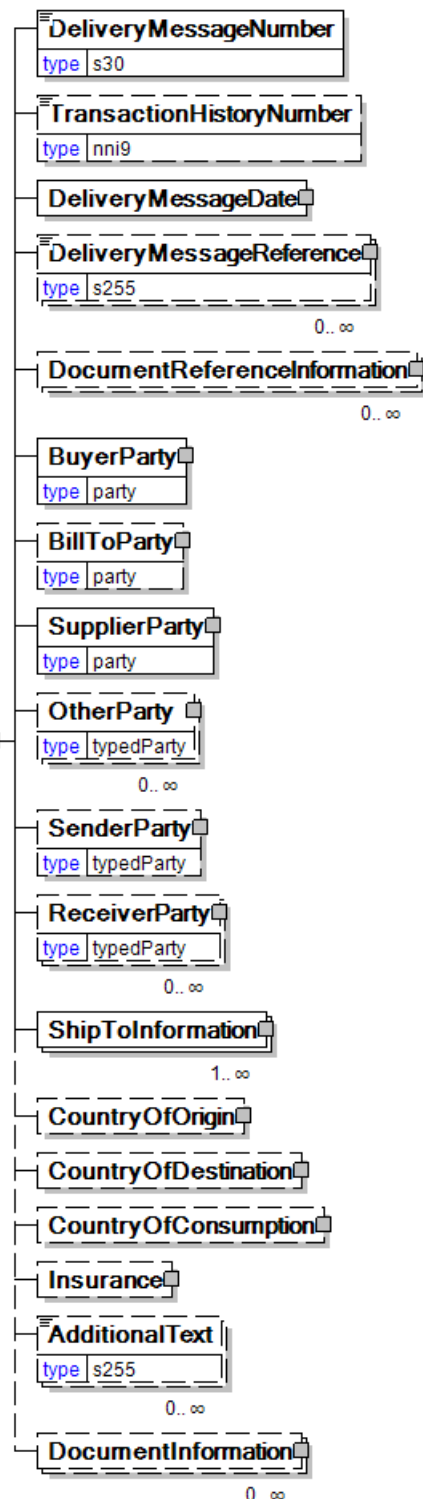 DeliveryMessageNumber
type s30
TransactionHistoryNumber
type nni9
DeliveryMessageDate
DeliveryMessageReference
type s255
0.. ∞
DocumentReferenceInformation
0.. ∞
BuyerParty
type party
BillToParty
type party
SupplierParty
type party
OtherParty
type typedParty
0.. ∞
SenderParty
type typedParty
ReceiverParty
type typedParty
0.. ∞
ShipToInformation
1.. ∞
CountryOfOrigin
CountryOfDestination
CountryOfConsumption
Insurance
AdditionalText
type s255
0.. ∞
DocumentInformation
0.. ∞